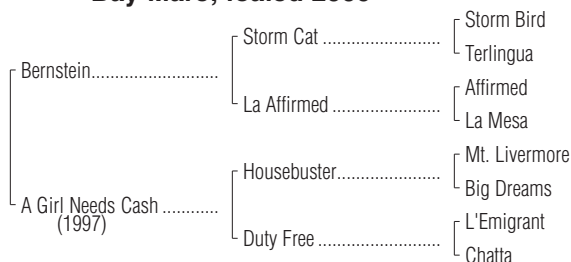 Bay Mare, foaled
Storm Bird
Storm Cat
Terlingua
Bernstein
Affirmed
La Affirmed
La Mesa
Mt. Livermore
Housebuster
Big Dreams
A Girl Needs Cash
(1997)
L'Emigrant
Duty Free
Chatta